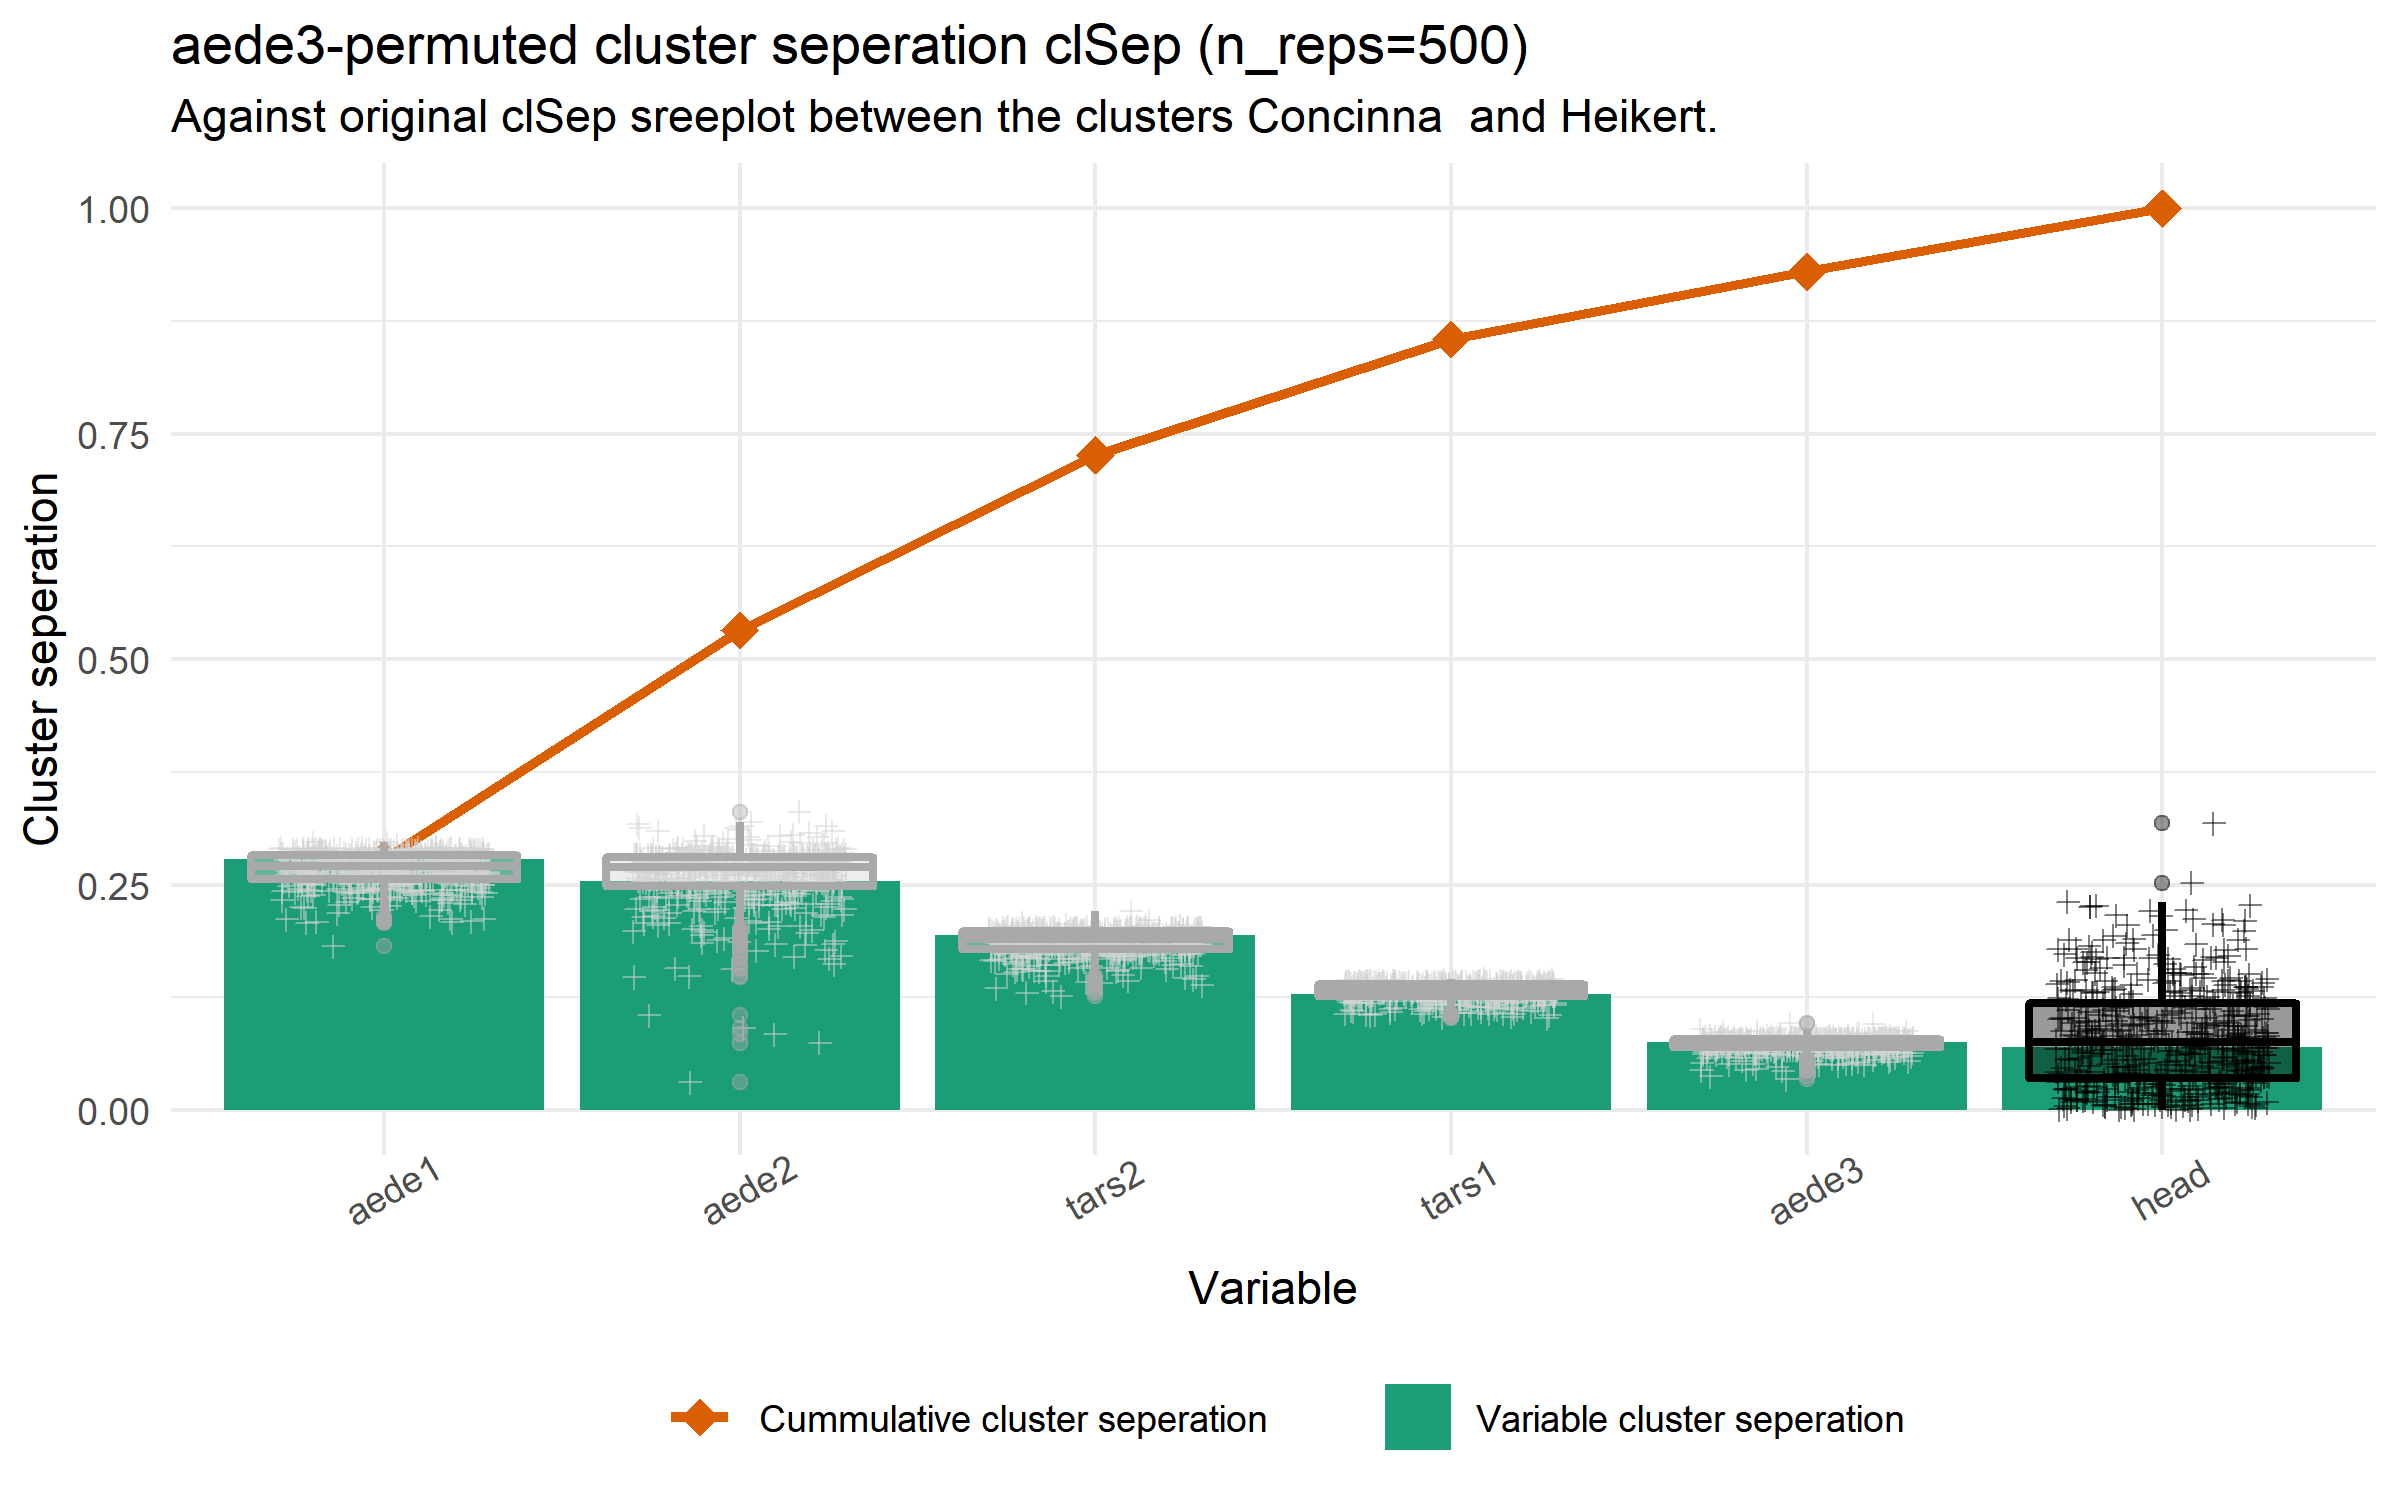 aede3-permuted cluster seperation clSep (n_reps=500)
Against original clSep sreeplot between the clusters Concinna  and Heikert.
Cluster seperation
1.00
0.75
0.50
0.25
0.00
aede1
aede2
tars2
tars1
aede3
head
Variable
Cummulative cluster seperation
Variable cluster seperation